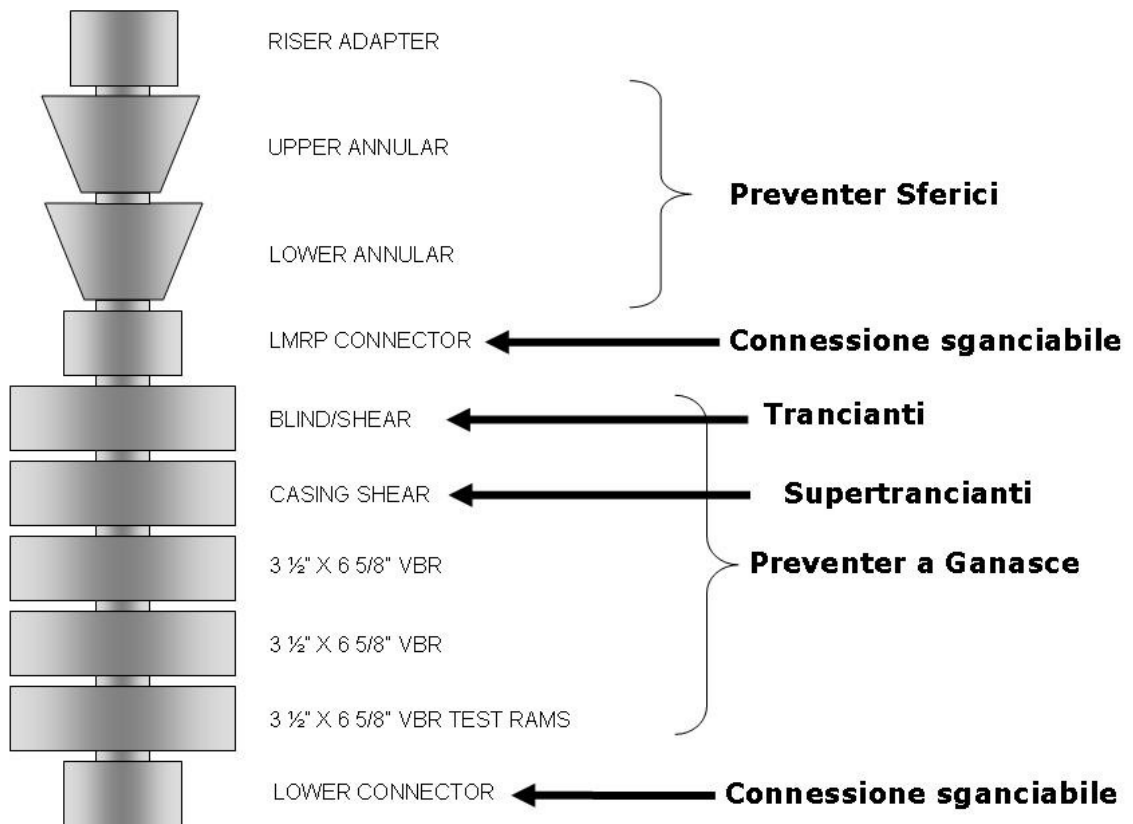 RISER ADAPTER
UPPER ANNULAR
Preventer Sferici
LOWER ANNULAR
LMRP CONNECTOR
Connessione sganciabile
BLIND/SHEAR
Trancianti
CASING SHEAR
Supertrancianti
3 ½" X 6 5/8" VBR
Preventer a Ganasce
3 ½" X 6 5/8" VBR
3 ½" X 6 5/8" VBR TEST RAMS
LOWER CONNECTOR
Connessione sganciabile